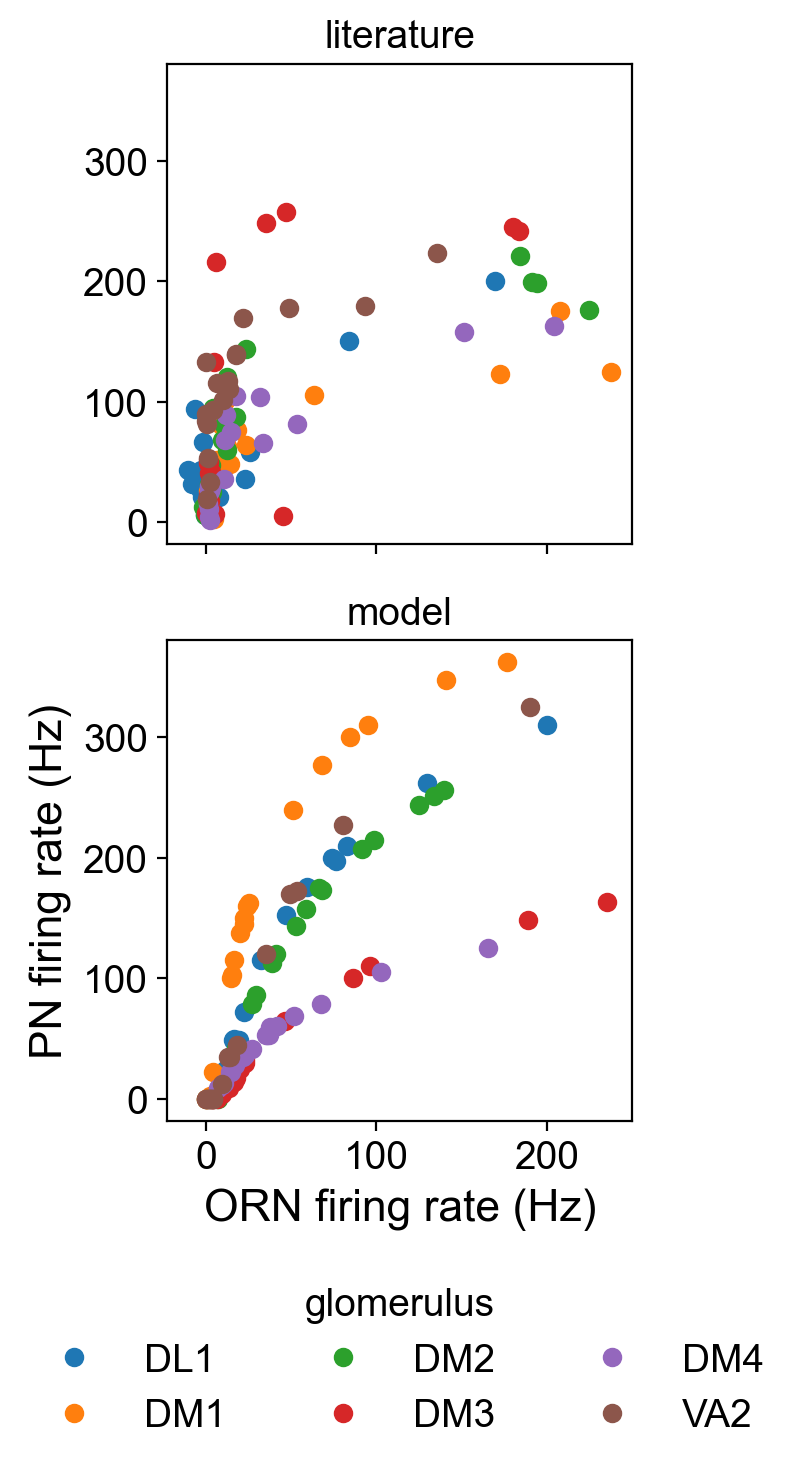 literature
300
200
100
0
model
300
200
100
0
PN firing rate (Hz)
0 100 200
ORN firing rate (Hz)
glomerulus
DL1 DM2 DM4
DM1 DM3 VA2